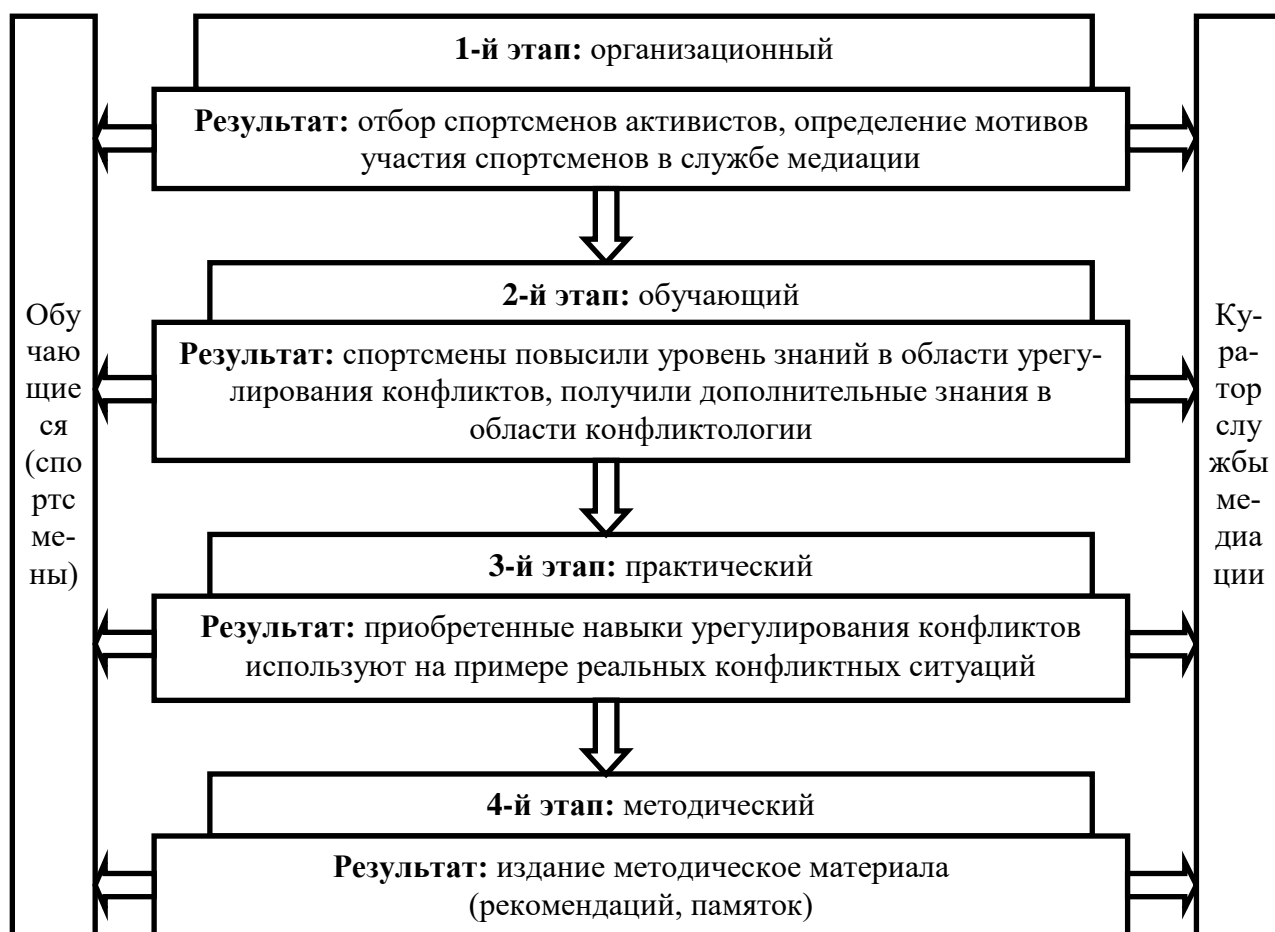 1-й этап: организационный
Результат: отбор спортсменов активистов, определение мотивов
участия спортсменов в службе медиации
2-й этап: обучающий
Результат: спортсмены повысили уровень знаний в области урегу-
лирования конфликтов, получили дополнительные знания в
области конфликтологии
3-й этап: практический
Результат: приобретенные навыки урегулирования конфликтов
используют на примере реальных конфликтных ситуаций
4-й этап: методический
Результат: издание методическое материала
(рекомендаций, памяток)
Обу
чаю
щие
ся
(спо
ртс
ме-
ны)
Ку-
ра-
тор
слу
жбы
ме-
диа
ции